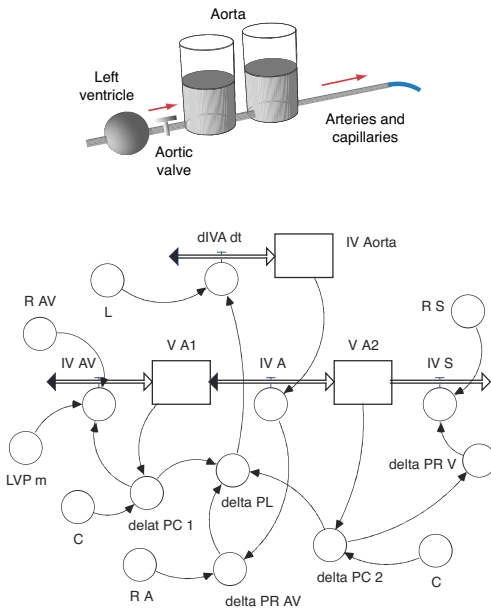 Aorta
Left
ventricle
Aortic
valve
Arteries and
capillaries
dIVA dt
IV Aorta
L
R AV
R S
IV AV
V A1
IV A
V A2
IV S
LVP m
delta PR V
C
delat PC 1
delta PL
R A
delta PR AV
delta PC 2
C